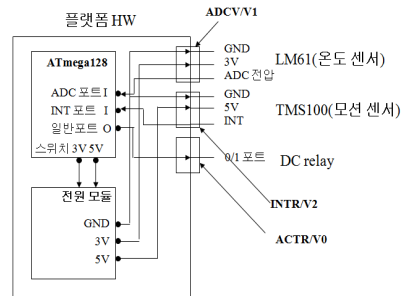 ADCV/V1
플랫폼 HW
GND
ATmega128
3V
LM61(온도 센서)
ADC 포트 I
ADC 전압
INT 포트 I
GND
5V
TMS100(모션 센서)
일반포트 O
INT
스위치 3V 5V
0/1 포트
DC relay
전원 모듈
INTR/V2
GND
3V
ACTR/V0
5V